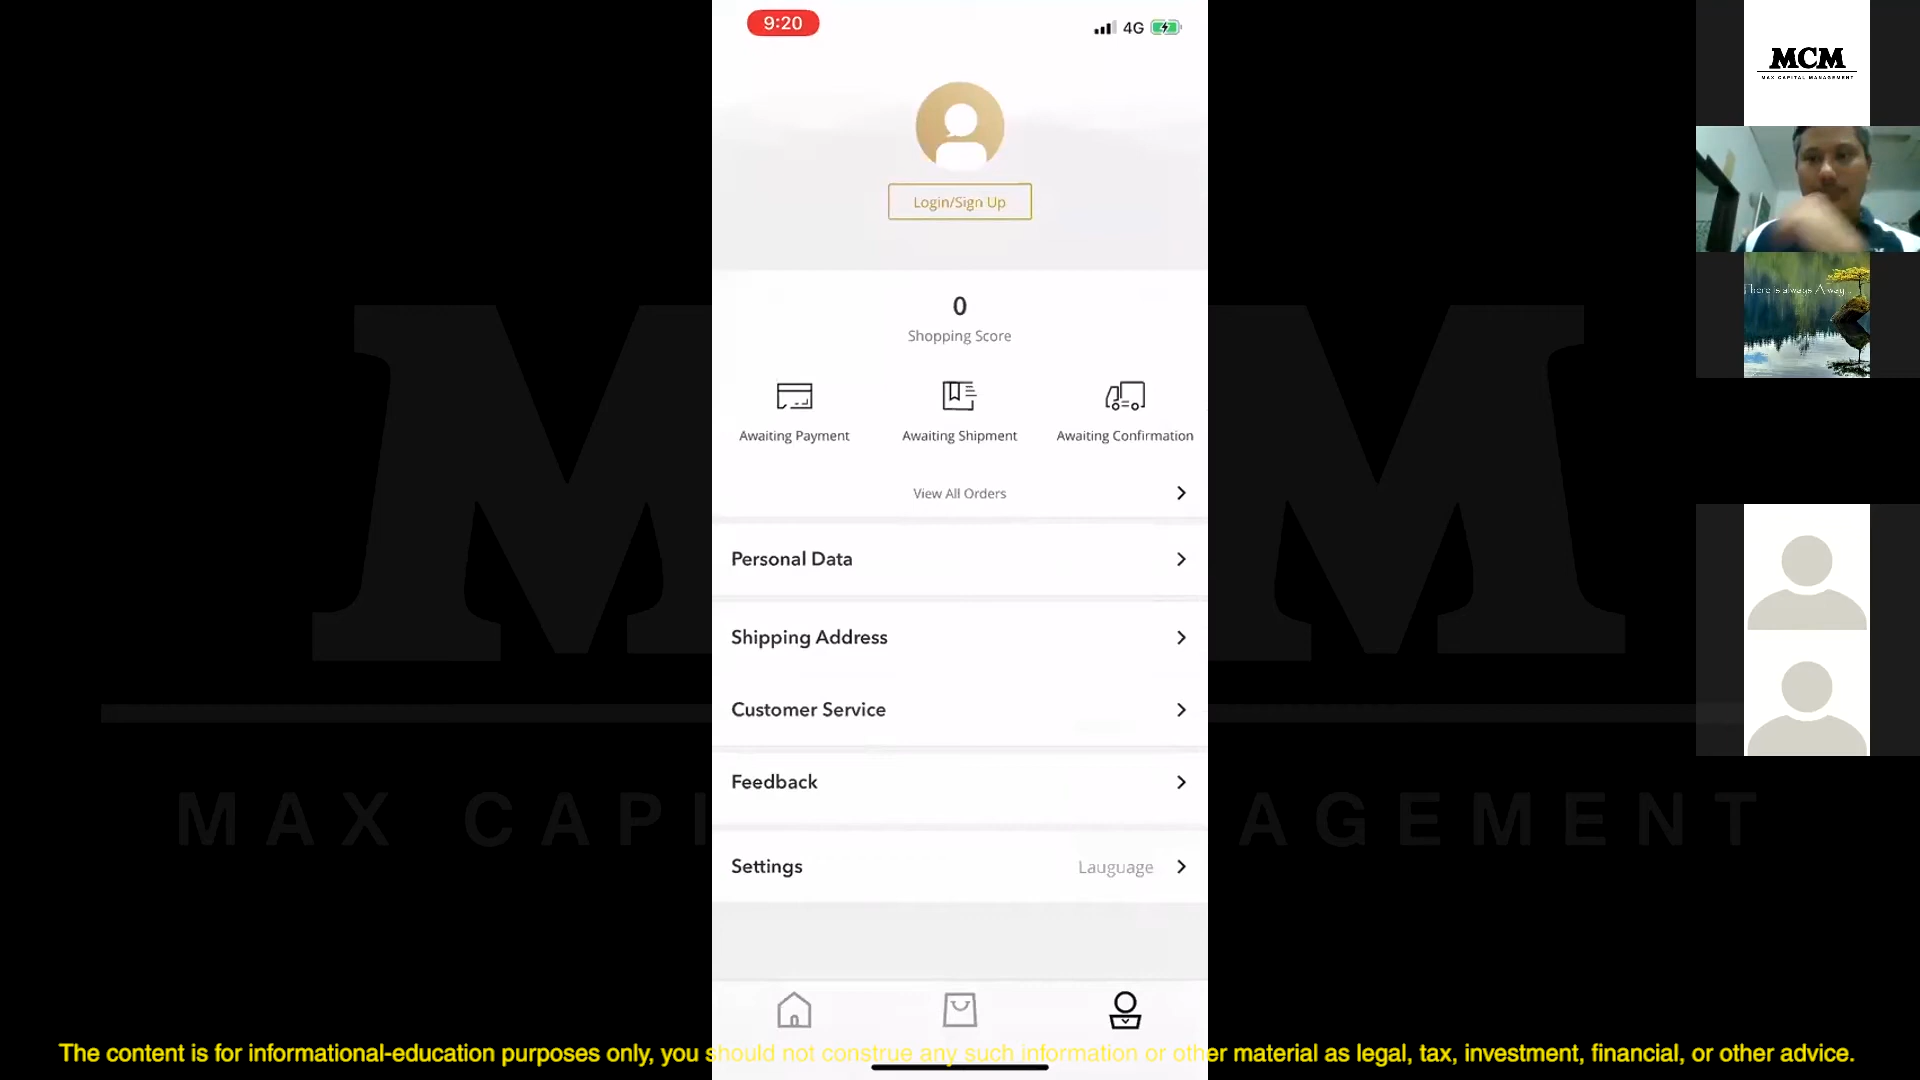 9:20
4G
Login/Sign Up
0
Shopping Score
Awaiting Payment
Awaiting Shipment
Awaiting Confirmation
View All Orders
Personal Data
Shipping Address
Customer Service
Feedback
Settings
Lauguage
MCM
MAX CAPITAL MANAGEMENT
There is always A way...
M M
MAX CAPI AGEMENT
The content is for informational-education purposes only, you should not construe any such information or other material as legal, tax, investment, financial, or other advice.